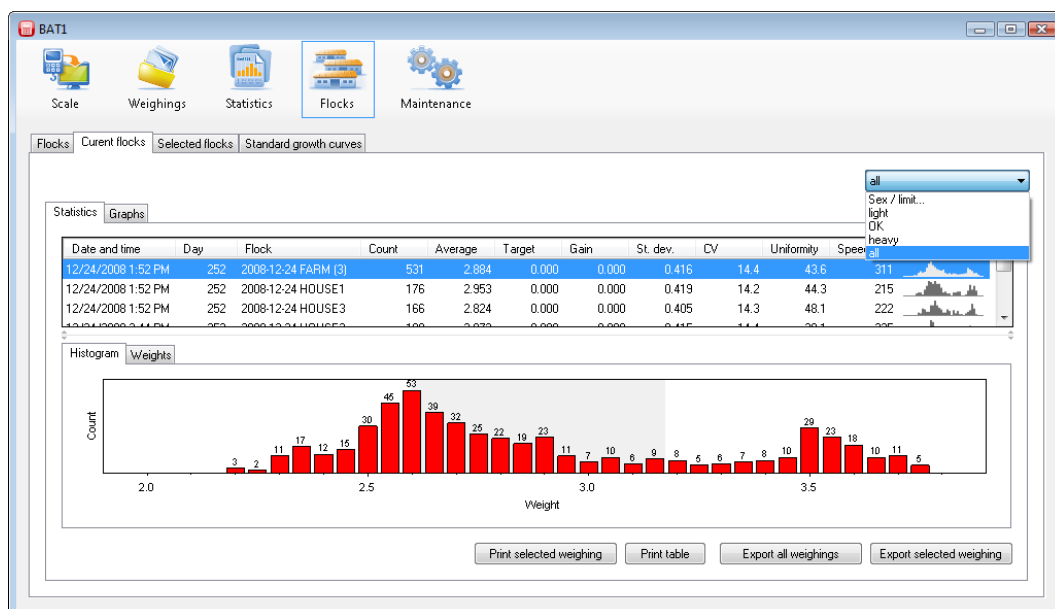 BAT1
Scale Weighings Statistics Flocks Maintenance
Flocks Curent flocks Selected flocks Standard growth curves
all
Sex / limit...
light
OK
heavy
all
Statistics Graphs
Date and time Day Flock Count Average Target Gain St. dev. CV Uniformity Speed
12/24/2008 1:52 PM 252 2008-12-24 FARM (3) 531 2.884 0.000 0.000 0.416 14.4 43.6 311
12/24/2008 1:52 PM 252 2008-12-24 HOUSE1 176 2.953 0.000 0.000 0.419 14.2 44.3 215
12/24/2008 1:52 PM 252 2008-12-24 HOUSE3 166 2.824 0.000 0.000 0.405 14.3 48.1 222
Histogram Weights
Count
3 2 11 17 12 15 30 45 53 39 32 25 22 19 23 11 7 10 6 9 8 5 6 7 8 10 29 23 18 10 11 5
2.0 2.5 3.0 3.5
Weight
Print selected weighing Print table Export all weighings Export selected weighing